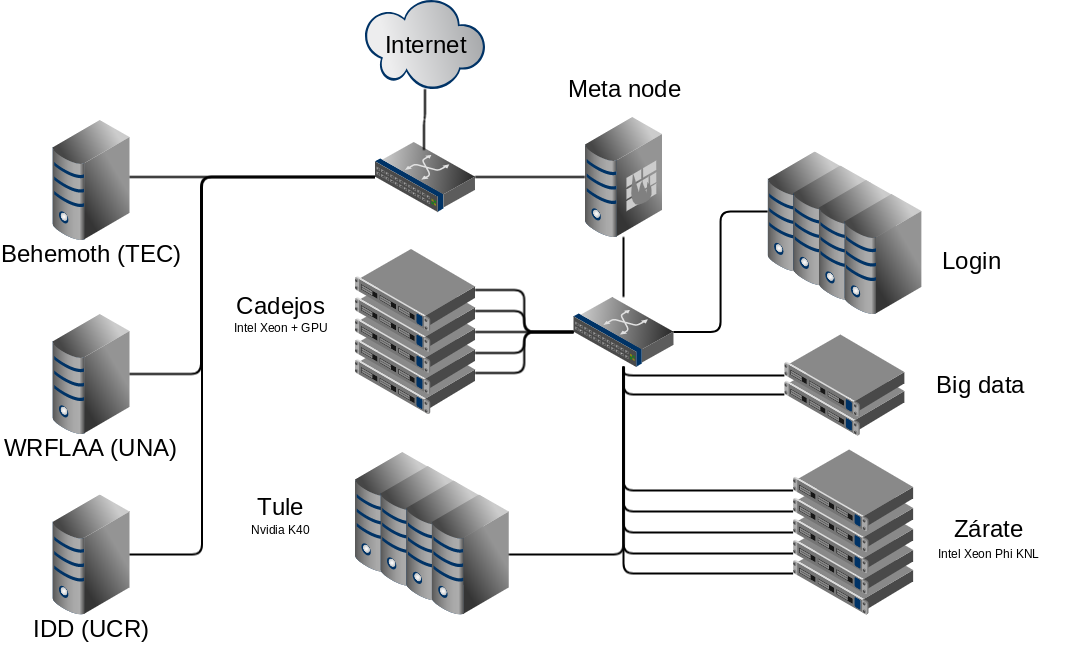 Internet
Meta node
Behemoth (TEC)
Login
Cadejos
Intel Xeon + GPU
Big data
WRFLAA (UNA)
Tule
Nvidia K40
Zárate
Intel Xeon Phi KNL
IDD (UCR)